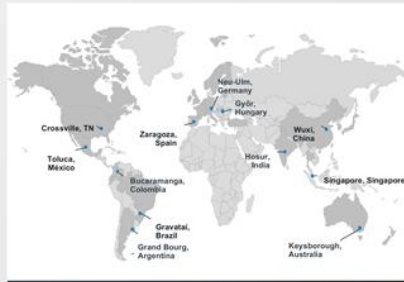 Neu-Ulm,
Germany
Győr,
Hungary
Crossville, TN
Zaragoza,
Spain
Wuxi,
China
Toluca,
México
Hosur,
India
Bucaramanga,
Colombia
Singapore, Singapore
Gravatai,
Brazil
Grand Bourg,
Argentina
Keysborough,
Australia